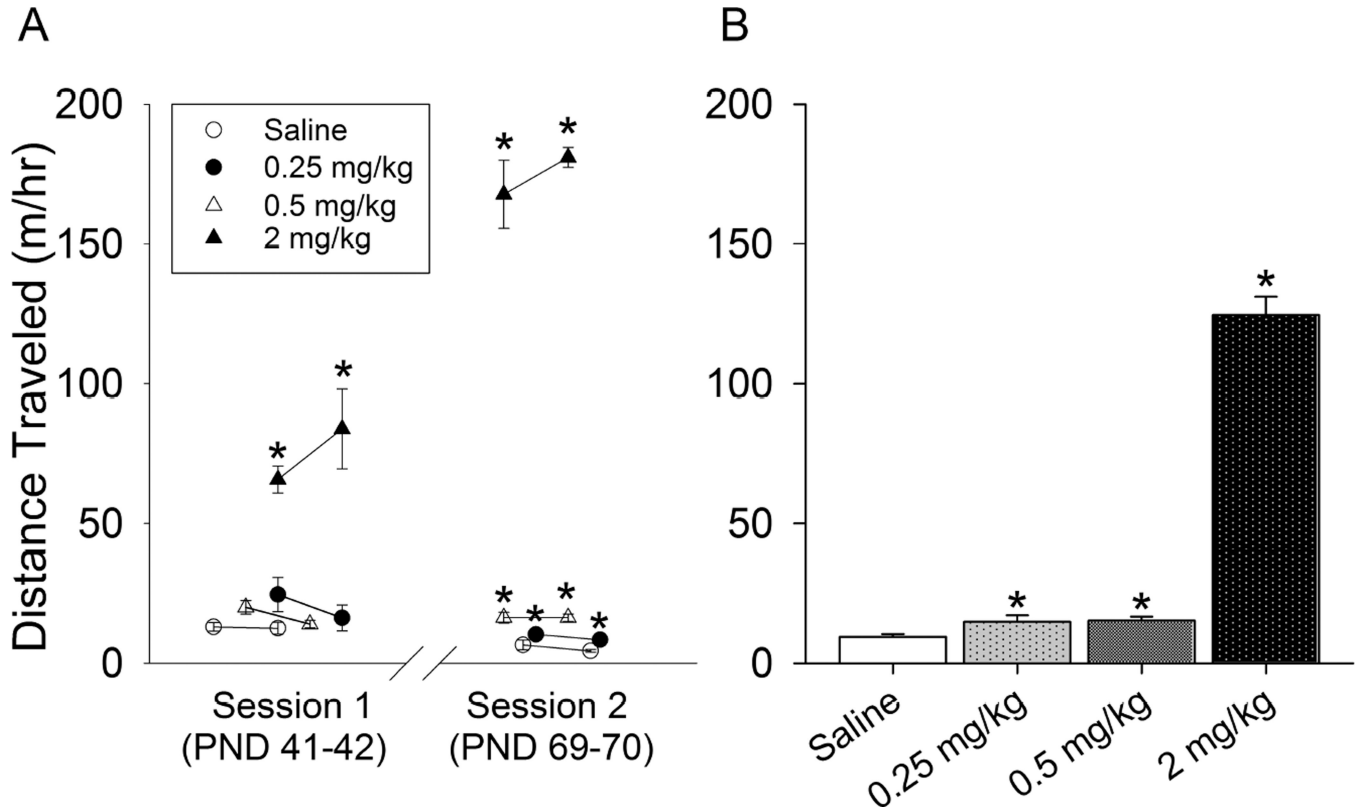 A
B
Distance Traveled (m/hr)
200
150
100
50
0
Saline
0.25 mg/kg
0.5 mg/kg
2 mg/kg
*
*
*
*
*
*
*
*
Session 1
(PND 41-42)
Session 2
(PND 69-70)
200
150
100
50
0
*
*
*
Saline
0.25 mg/kg
0.5 mg/kg
2 mg/kg